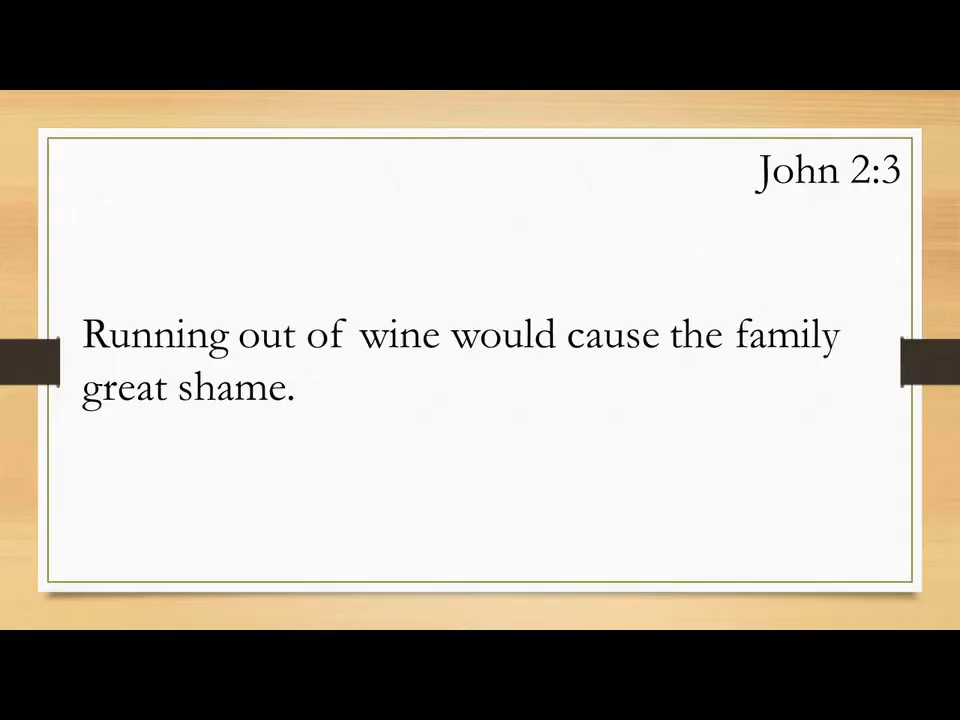 John 2:3
Running out of wine would cause the family
great shame.